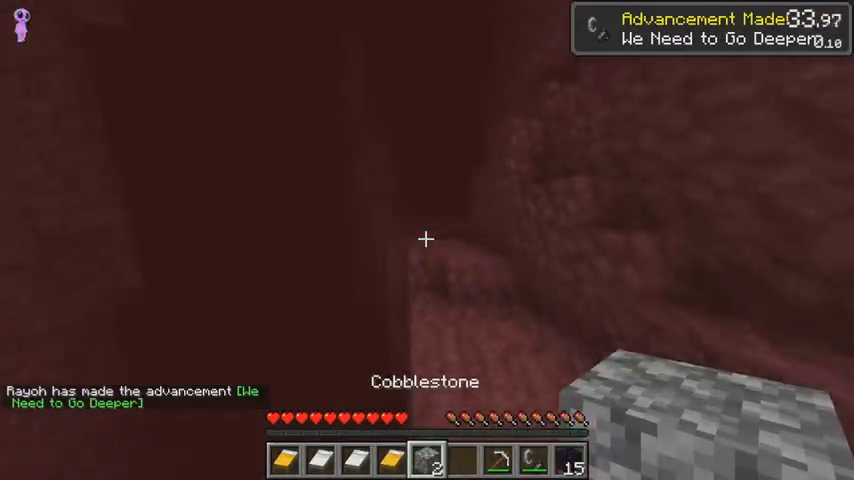 Advancement Made
33.97
We Need to Go Deeper
0.10
Cobblestone
Rayoh has made the advancement [We
Need to Go Deeper]
2
15